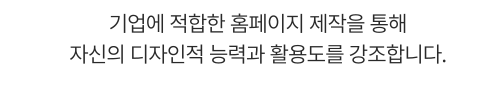 기업에 적합한 홈페이지 제작을 통해
자신의 디자인적 능력과 활용도를 강조합니다.